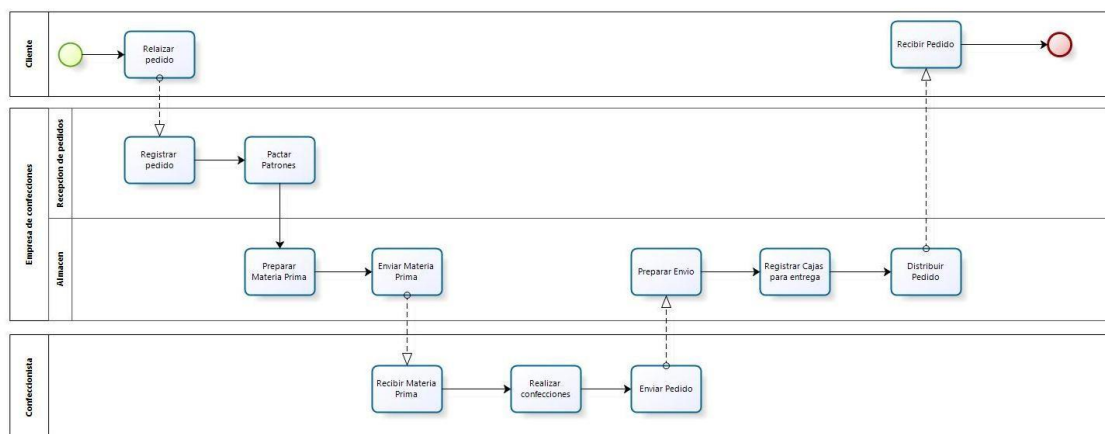 Cliente
Relaizar
pedido
Recibir Pedido
Empresa de confecciones
Recepcion de pedidos
Registrar
pedido
Pactar
Patrones
Almacen
Preparar
Materia Prima
Enviar Materia
Prima
Preparar Envio
Registrar Cajas
para entrega
Distribuir
Pedido
Confeccionista
Recibir Materia
Prima
Realizar
confecciones
Enviar Pedido